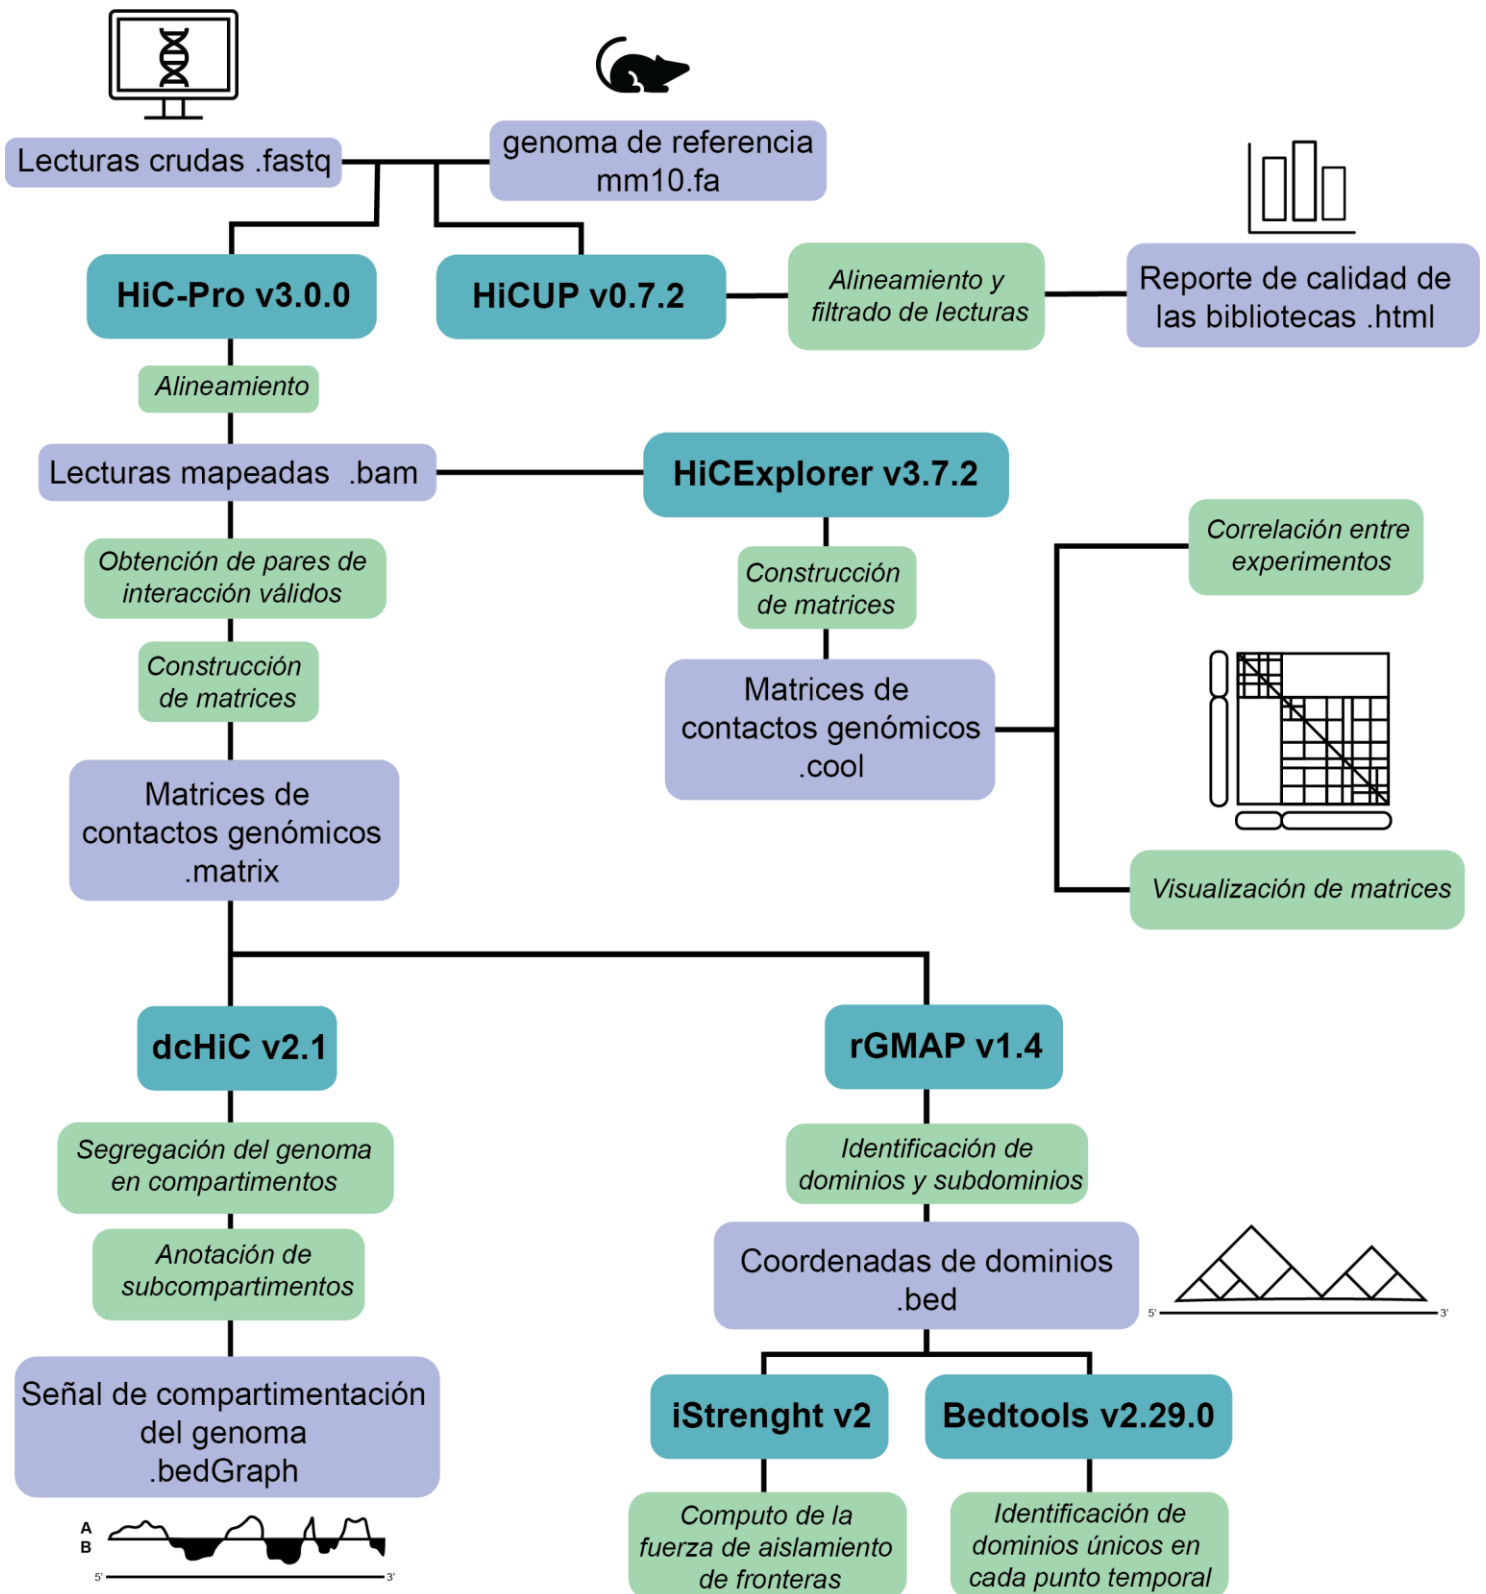 Lecturas crudas .fastq
genoma de referencia
mm10.fa
HiC-Pro v3.0.0
HiCUP v0.7.2
Alineamiento y
filtrado de lecturas
Reporte de calidad de
las bibliotecas .html
Alineamiento
Lecturas mapeadas .bam
HiCExplorer v3.7.2
Obtención de pares de
interacción válidos
Construcción
de matrices
Correlación entre
experimentos
Construcción
de matrices
Matrices de
contactos genómicos
.cool
Matrices de
contactos genómicos
.matrix
Visualización de matrices
dcHiC v2.1
rGMAP v1.4
Segregación del genoma
en compartimentos
Identificación de
dominios y subdominios
Anotación de
subcompartimentos
Coordenadas de dominios
.bed
5'
3'
Señal de compartimentación
del genoma
.bedGraph
iStrenght v2
Bedtools v2.29.0
A
B
5'
3'
Computo de la
fuerza de aislamiento
de fronteras
Identificación de
dominios únicos en
cada punto temporal